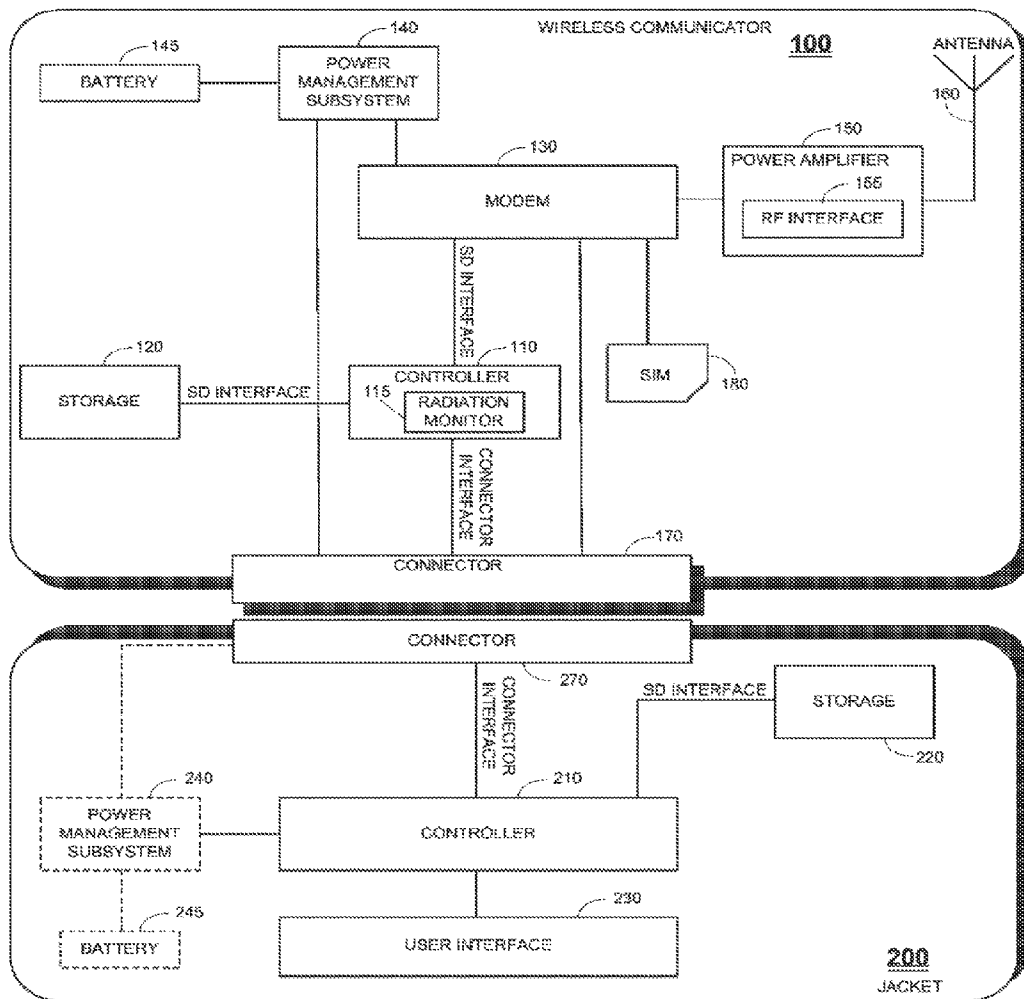 WIRELESS COMMUNICATOR
100
ANTENNA
160
140
POWER
MANAGEMENT
SUBSYSTEM
145
BATTERY
130
MODEM
150
POWER AMPLIFIER
155
RF INTERFACE
SD INTERFACE
120
STORAGE
SD INTERFACE
110
CONTROLLER
115
RADIATION
MONITOR
SIM
180
CONNECTOR
INTERFACE
170
CONNECTOR
CONNECTOR
270
CONNECTOR
INTERFACE
SD INTERFACE
STORAGE
220
240
POWER
MANAGEMENT
SUBSYSTEM
210
CONTROLLER
245
BATTERY
230
USER INTERFACE
200
JACKET